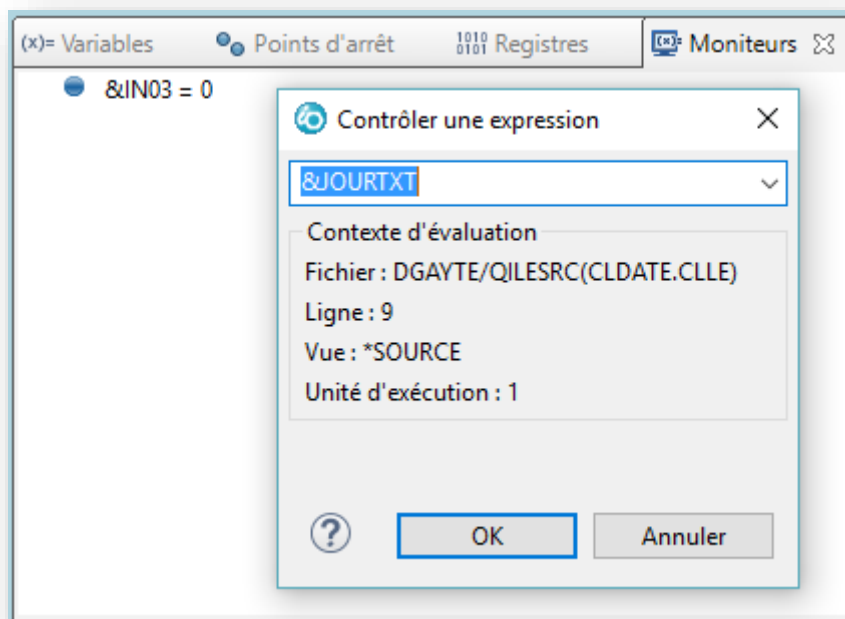 (x)= Variables Points d'arrêt 1010 0101 Registres (x)= Moniteurs
&IN03 = 0
Contrôler une expression
&JOURTXT
Contexte d'évaluation
Fichier : DGAYTE/QILESRC(CLDATE.CLLE)
Ligne : 9
Vue : *SOURCE
Unité d'exécution : 1
? OK Annuler